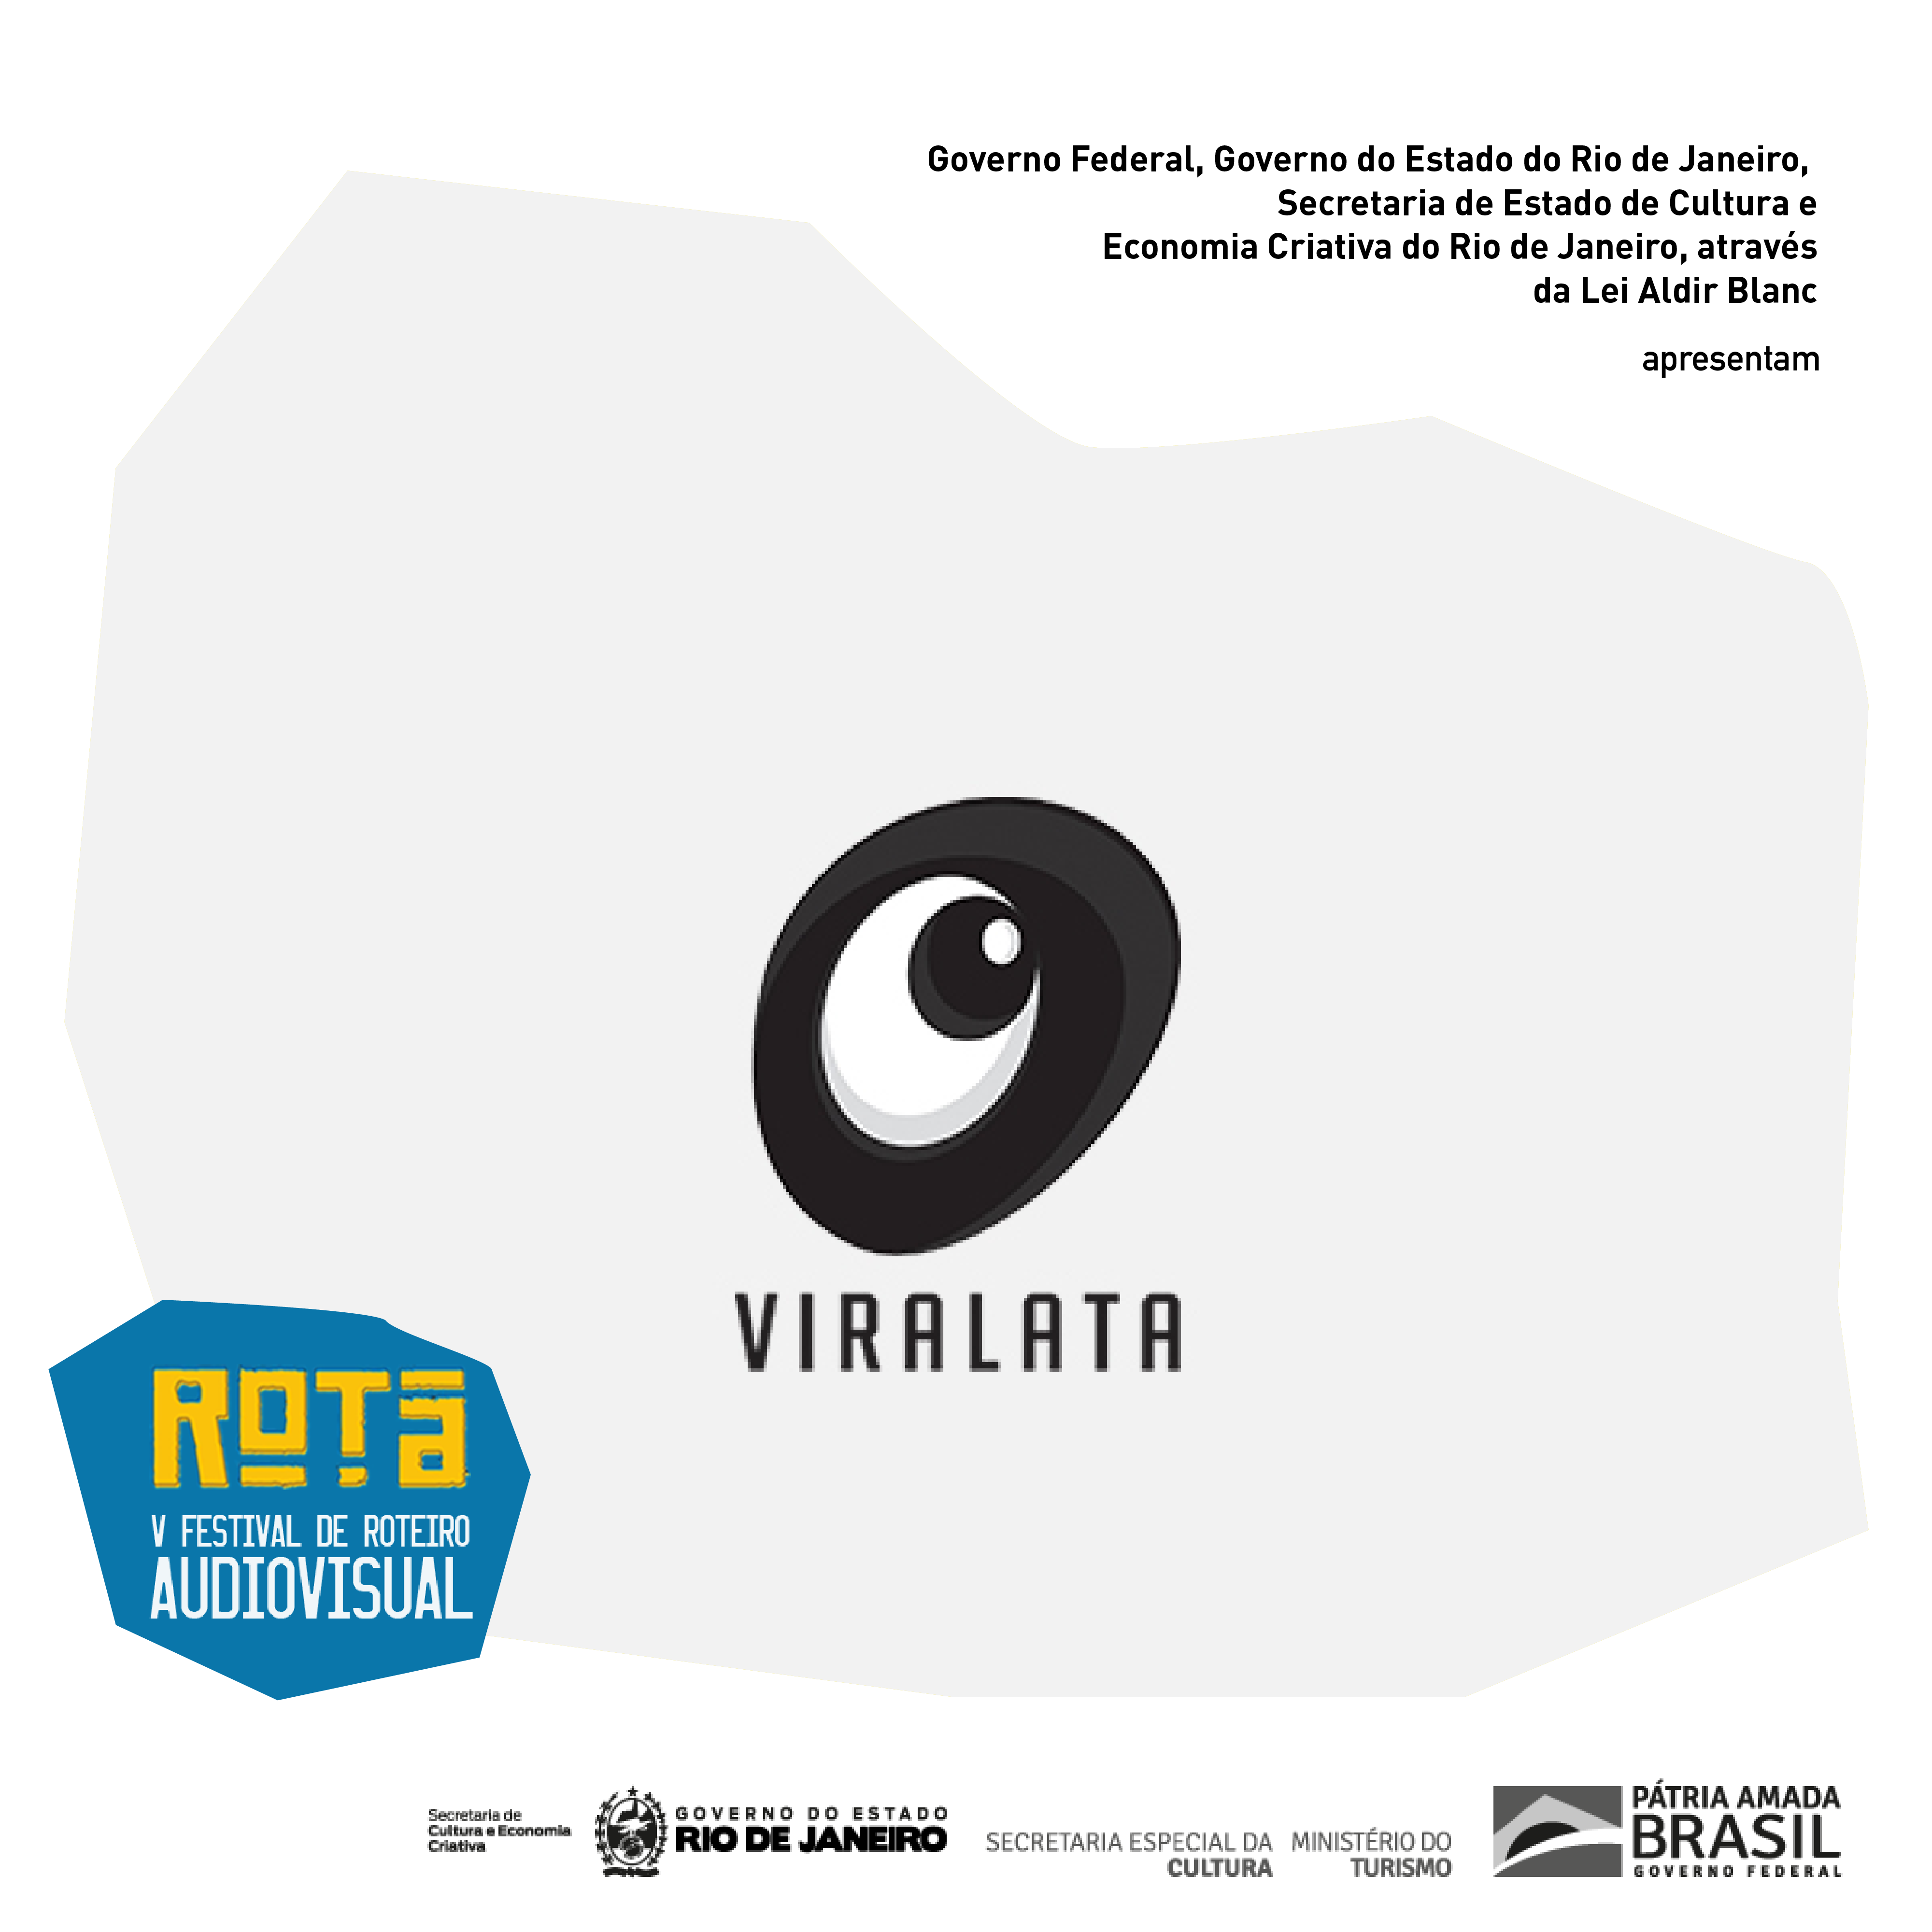 Governo Federal, Governo do Estado do Rio de Janeiro,
Secretaria de Estado de Cultura e
Economia Criativa do Rio de Janeiro, através
da Lei Aldir Blanc
apresentam
VIRALATA
ROTA
V FESTIVAL DE ROTEIRO
AUDIOVISUAL
Secretaria de
Cultura e Economia
Criativa
GOVERNO DO ESTADO
RIO DE JANEIRO
SECRETARIA ESPECIAL DA
CULTURA
MINISTÉRIO DO
TURISMO
PÁTRIA AMADA
BRASIL
GOVERNO FEDERAL